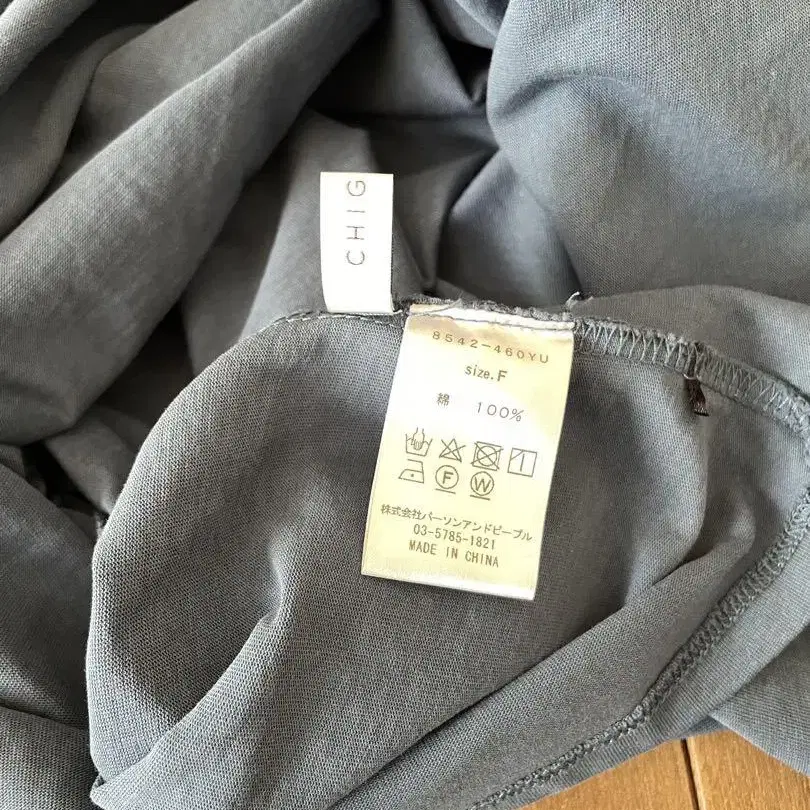 CHIG
8542-460YU
size.F
綿 100%
F W
株式会社パーソンアンドピープル
03-5785-1821
MADE IN CHINA